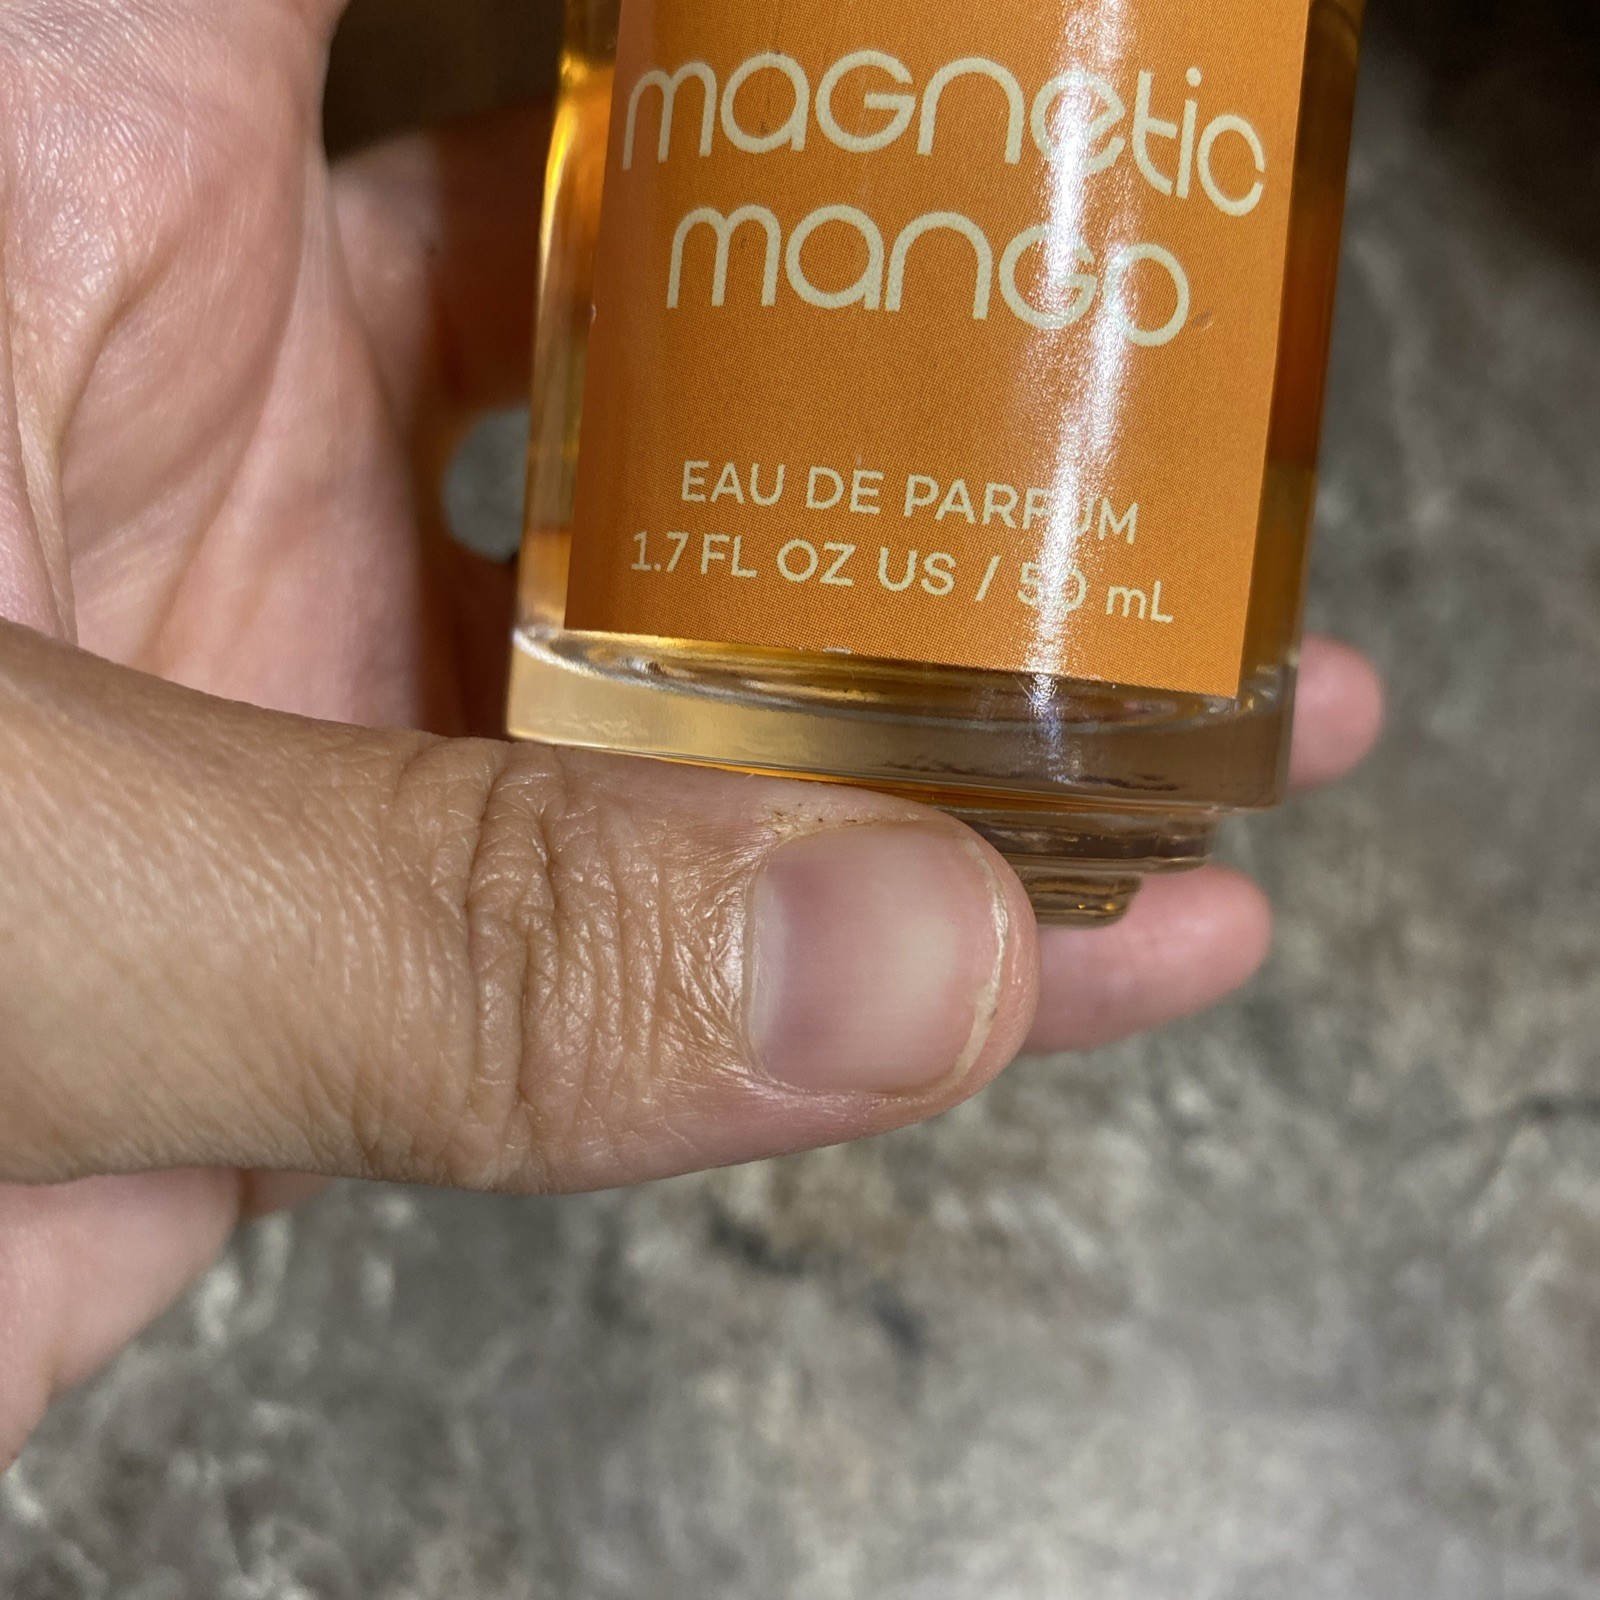 magnetic
mango
EAU DE PARFUM
1.7 FL OZ US / 50 mL